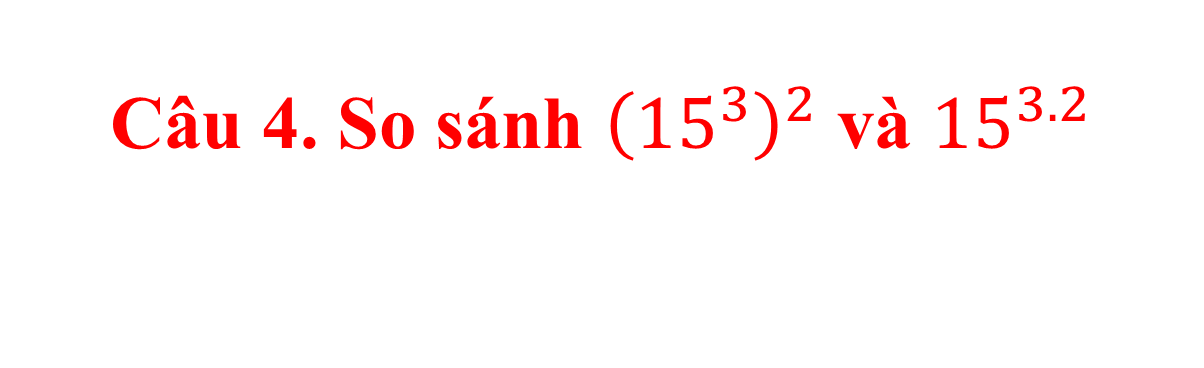 Câu 4. So sánh (15³)² và 15³·²